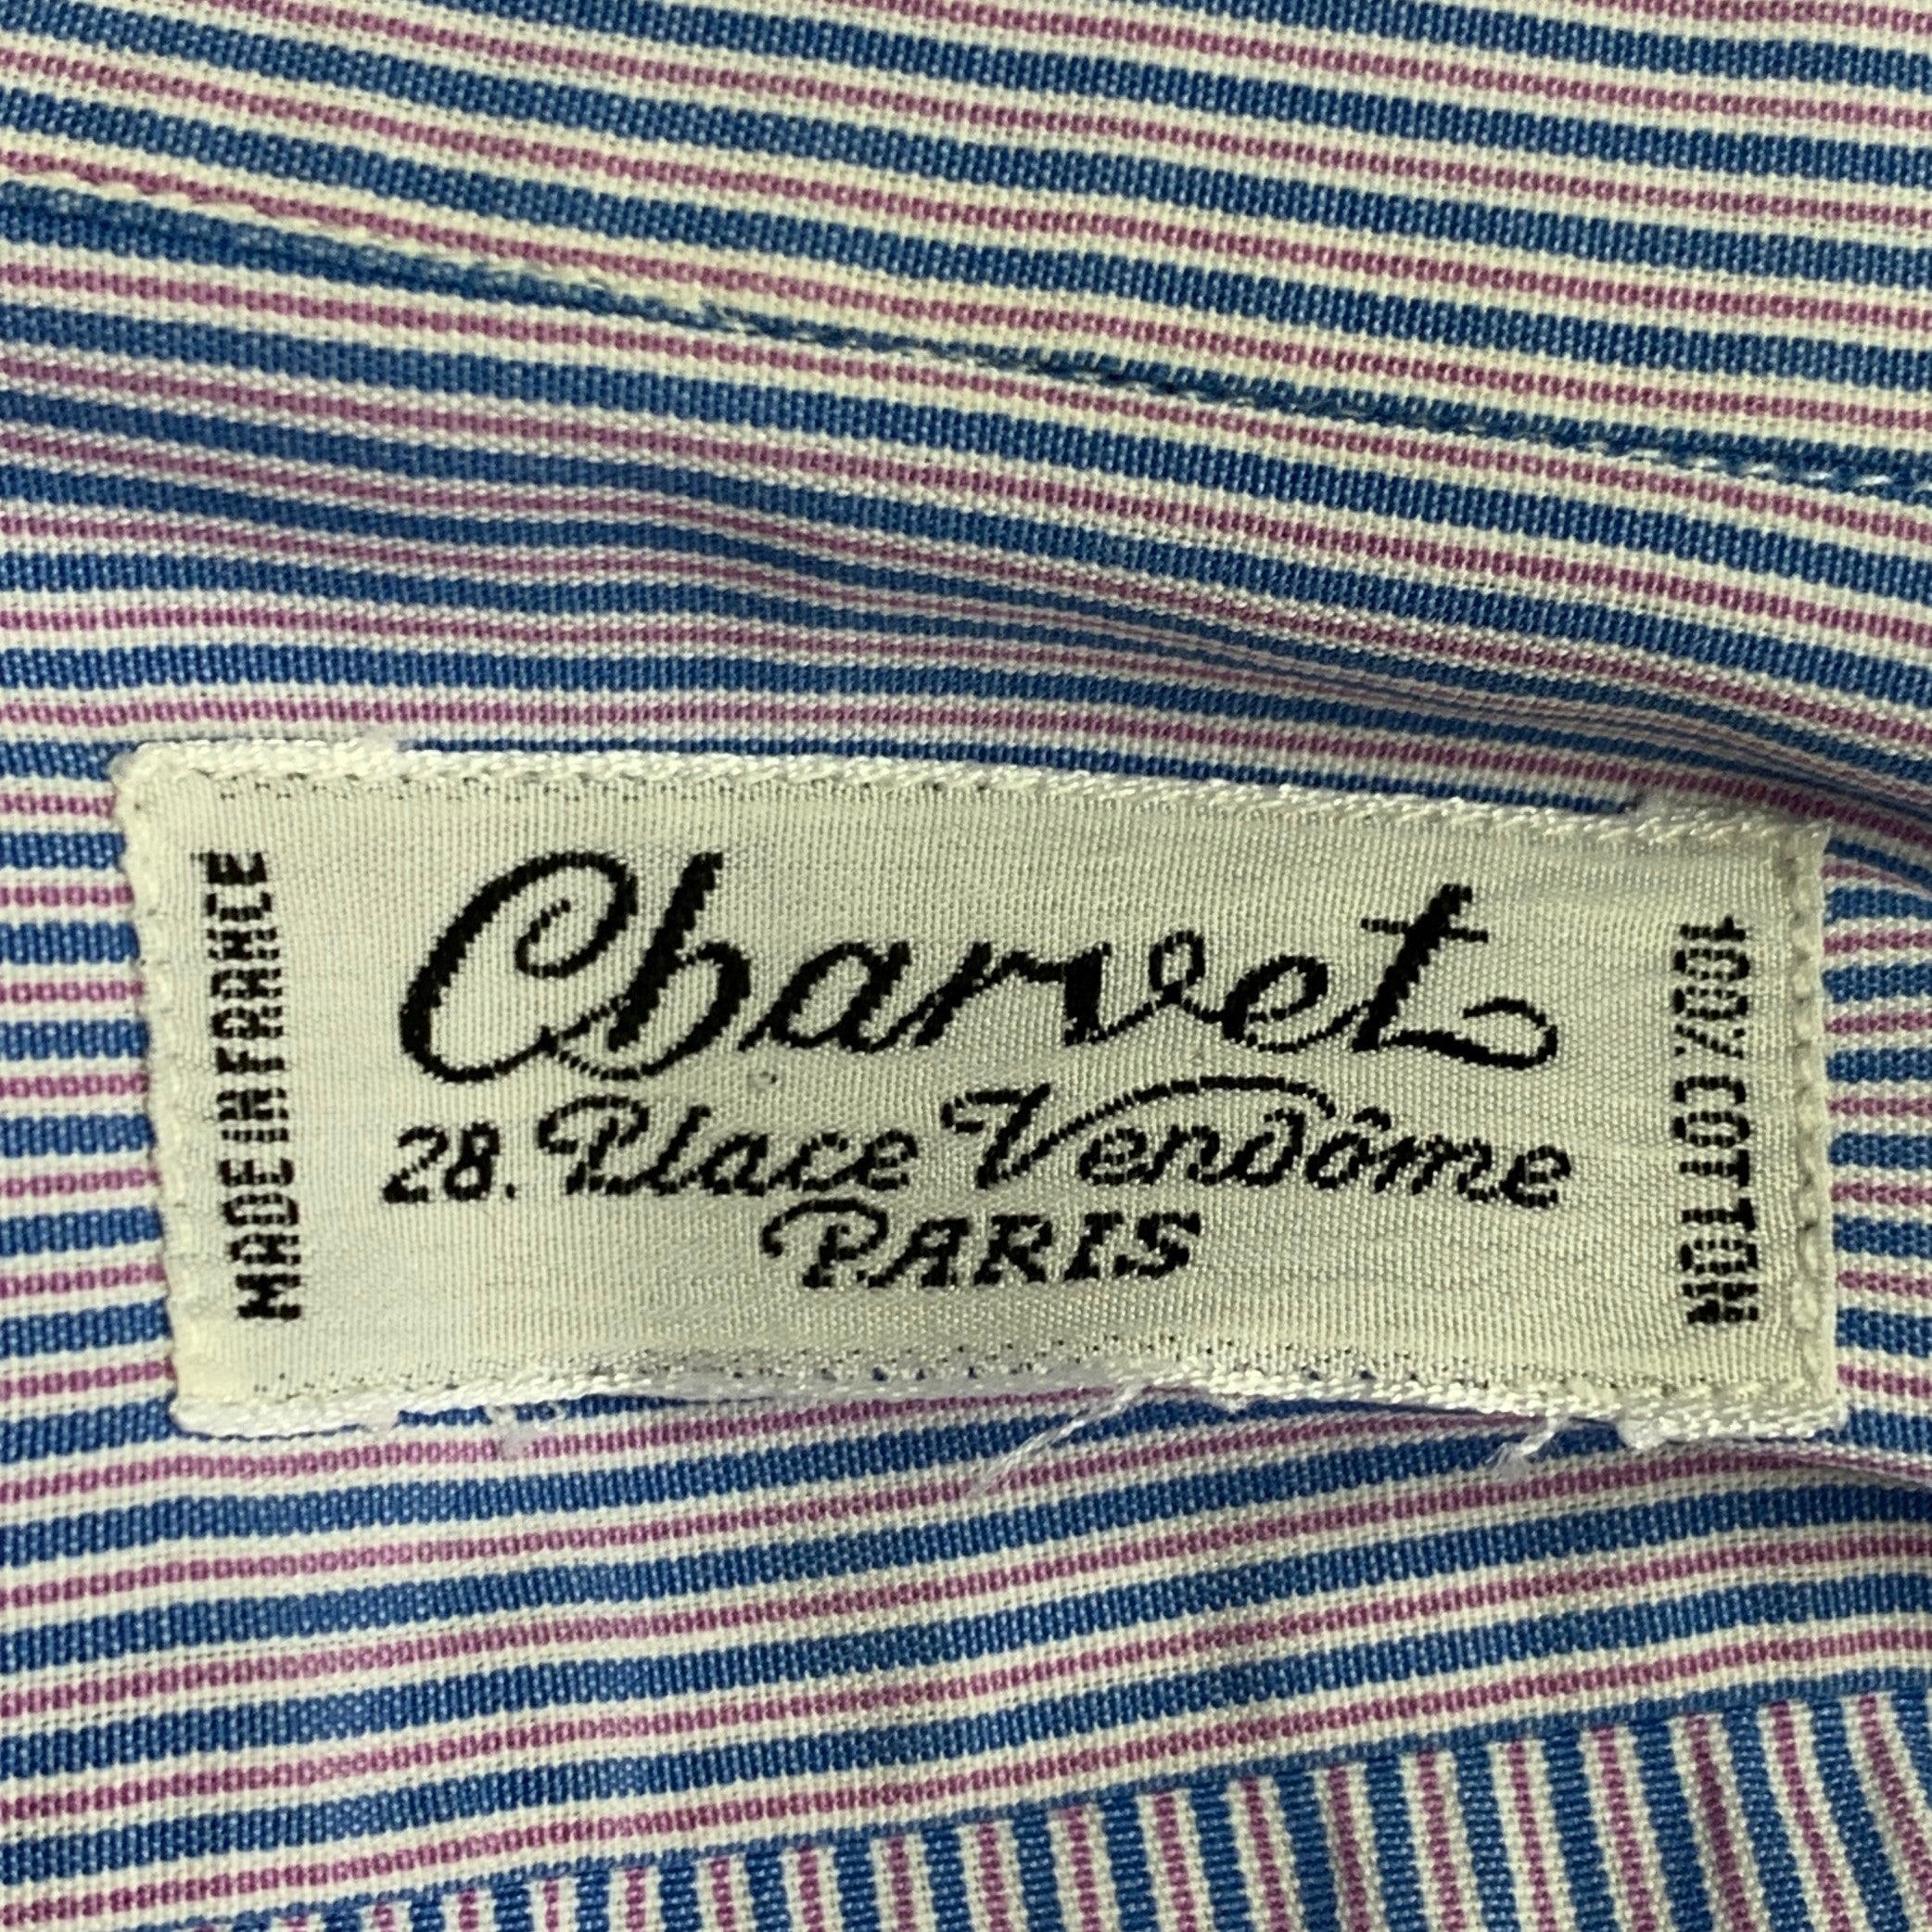 MADE IN FRANCE
Charvet
28. Place Vendôme
PARIS
100% COTTON